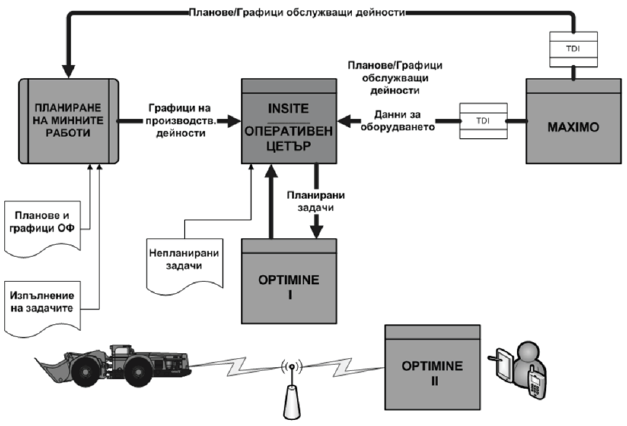 Планове/Графици обслужващи дейности
TDI
Планове/Графици
обслужващи
дейности
ПЛАНИРАНЕ
НА МИННИТЕ
РАБОТИ
Графици на
производств.
дейности
INSITE
ОПЕРАТИВЕН
ЦЕТЪР
Данни за
оборудването
TDI
MAXIMO
Планирани
задачи
Планове и
графици ОФ
Непланирани
задачи
OPTIMINE
I
Изпълнение
на задачите
OPTIMINE
II